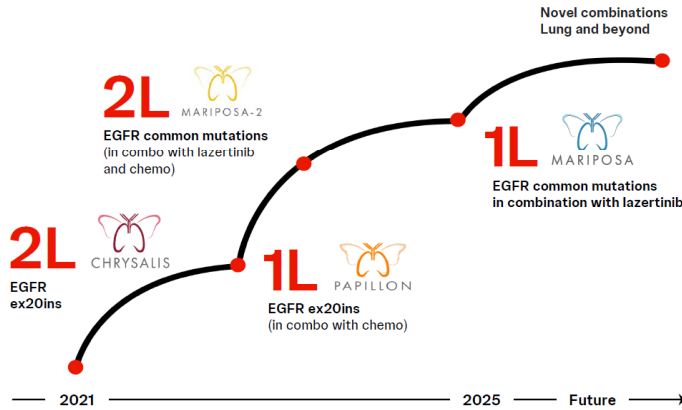 Novel combinations
Lung and beyond
2L
MARIPOSA-2
EGFR common mutations
(in combo with lazertinib
and chemo)
1L
MARIPOSA
EGFR common mutations
in combination with lazertinib
2L
CHRYSALIS
EGFR
ex20ins
1L
PAPILLON
EGFR ex20ins
(in combo with chemo)
2021
2025
Future